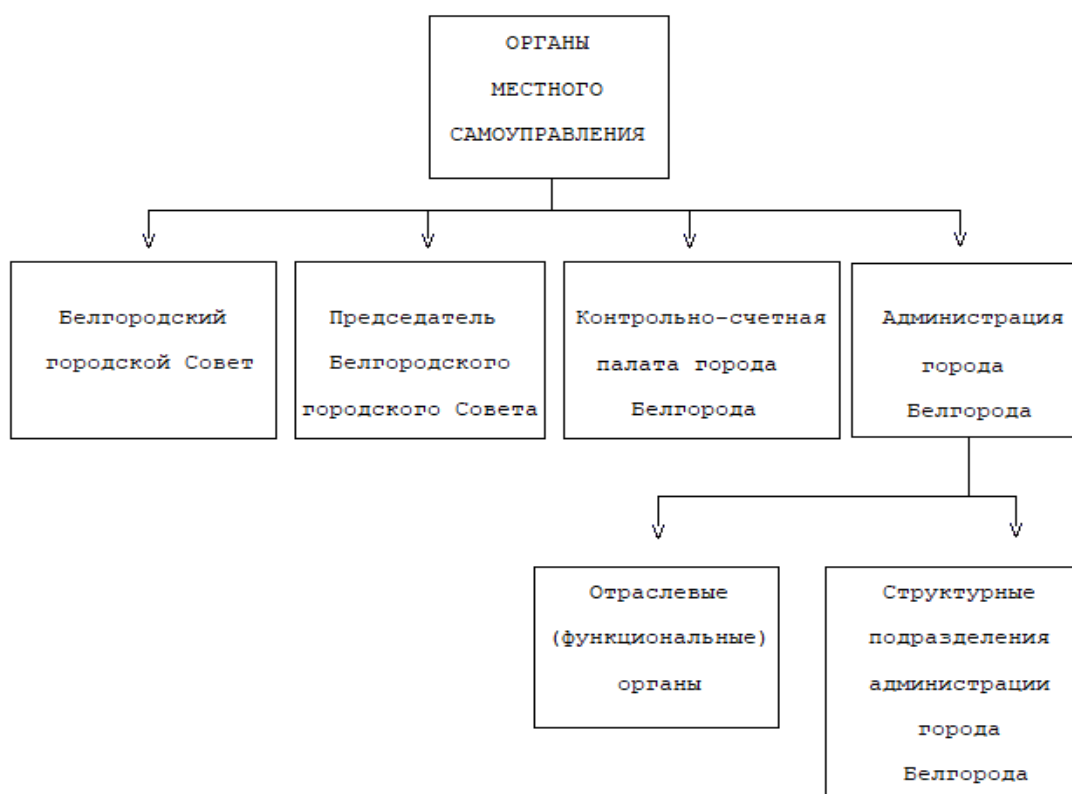 ОРГАНЫ
МЕСТНОГО
САМОУПРАВЛЕНИЯ
Белгородский
городской Совет
Председатель
Белгородского
городского Совета
Контрольно-счетная
палата города
Белгорода
Администрация
города
Белгорода
Отраслевые
(функциональные)
органы
Структурные
подразделения
администрации
города
Белгорода